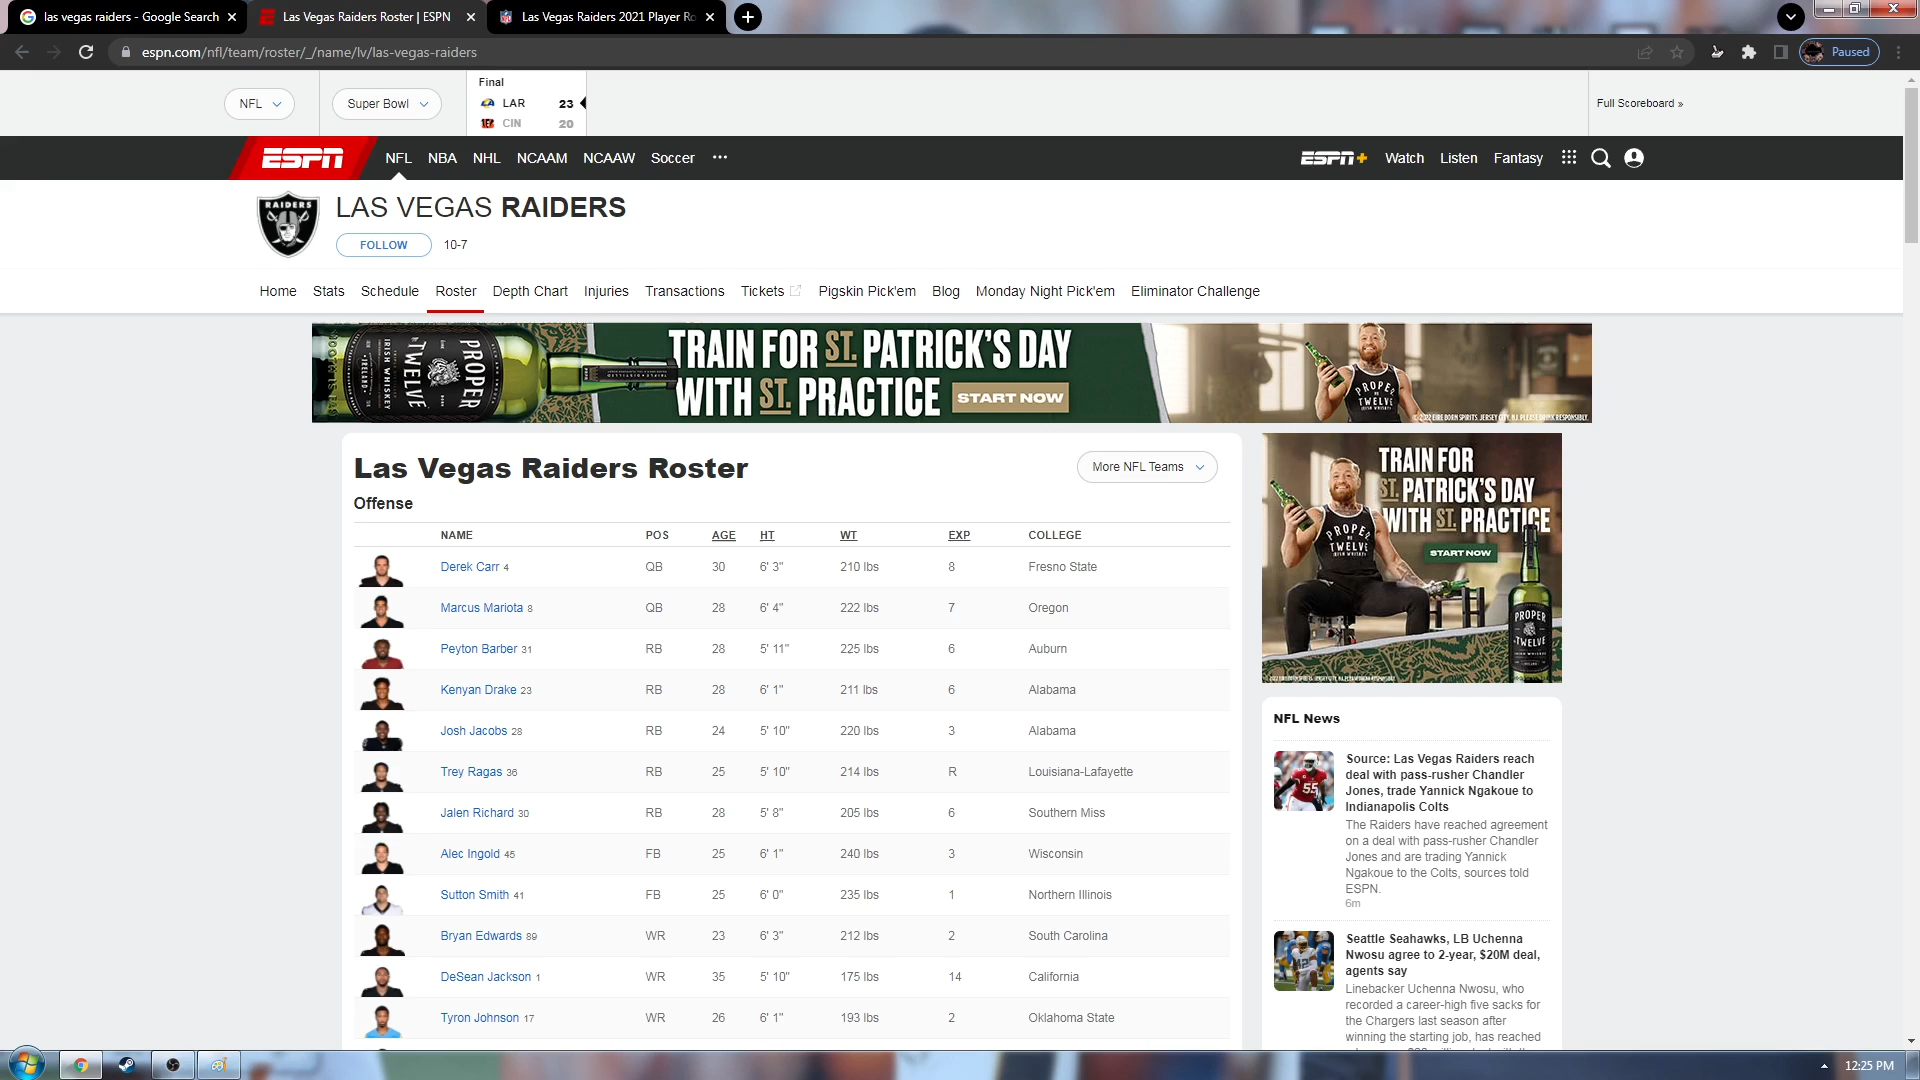 las vegas raiders - Google Search
Las Vegas Raiders Roster | ESPN
Las Vegas Raiders 2021 Player Ro
espn.com/nfl/team/roster/_/name/lv/las-vegas-raiders
Paused
NFL
Super Bowl
Final
LAR 23
CIN 20
Full Scoreboard »
ESPN
NFL NBA NHL NCAAM NCAAW Soccer
ESPN+ Watch Listen Fantasy
RAIDERS
LAS VEGAS RAIDERS
FOLLOW 10-7
Home Stats Schedule Roster Depth Chart Injuries Transactions Tickets Pigskin Pick'em Blog Monday Night Pick'em Eliminator Challenge
PROPER
TWELVE
IRISH WHISKEY
TRAIN FOR ST. PATRICK'S DAY
WITH ST. PRACTICE START NOW
PROPER
TWELVE
Las Vegas Raiders Roster
More NFL Teams
Offense
NAME POS AGE HT WT EXP COLLEGE
Derek Carr 4 QB 30 6' 3" 210 lbs 8 Fresno State
Marcus Mariota 8 QB 28 6' 4" 222 lbs 7 Oregon
Peyton Barber 31 RB 28 5' 11" 225 lbs 6 Auburn
Kenyan Drake 23 RB 28 6' 1" 211 lbs 6 Alabama
Josh Jacobs 28 RB 24 5' 10" 220 lbs 3 Alabama
Trey Ragas 36 RB 25 5' 10" 214 lbs R Louisiana-Lafayette
Jalen Richard 30 RB 28 5' 8" 205 lbs 6 Southern Miss
Alec Ingold 45 FB 25 6' 1" 240 lbs 3 Wisconsin
Sutton Smith 41 FB 25 6' 0" 235 lbs 1 Northern Illinois
Bryan Edwards 89 WR 23 6' 3" 212 lbs 2 South Carolina
DeSean Jackson 1 WR 35 5' 10" 175 lbs 14 California
Tyron Johnson 17 WR 26 6' 1" 193 lbs 2 Oklahoma State
TRAIN FOR
ST. PATRICK'S DAY
WITH ST. PRACTICE
START NOW
PROPER
TWELVE
PROPER
TWELVE
NFL News
Source: Las Vegas Raiders reach
deal with pass-rusher Chandler
Jones, trade Yannick Ngakoue to
Indianapolis Colts
The Raiders have reached agreement
on a deal with pass-rusher Chandler
Jones and are trading Yannick
Ngakoue to the Colts, sources told
ESPN.
6m
Seattle Seahawks, LB Uchenna
Nwosu agree to 2-year, $20M deal,
agents say
Linebacker Uchenna Nwosu, who
recorded a career-high five sacks for
the Chargers last season after
winning the starting job, has reached
12:25 PM